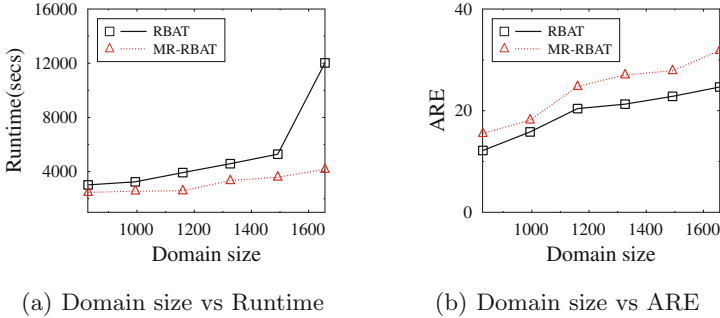 16000
12000
8000
4000
Runtime(secs)
RBAT
MR-RBAT
1000
1200
1400
1600
Domain size
(a) Domain size vs Runtime
40
20
0
ARE
RBAT
MR-RBAT
1000
1200
1400
1600
Domain size
(b) Domain size vs ARE